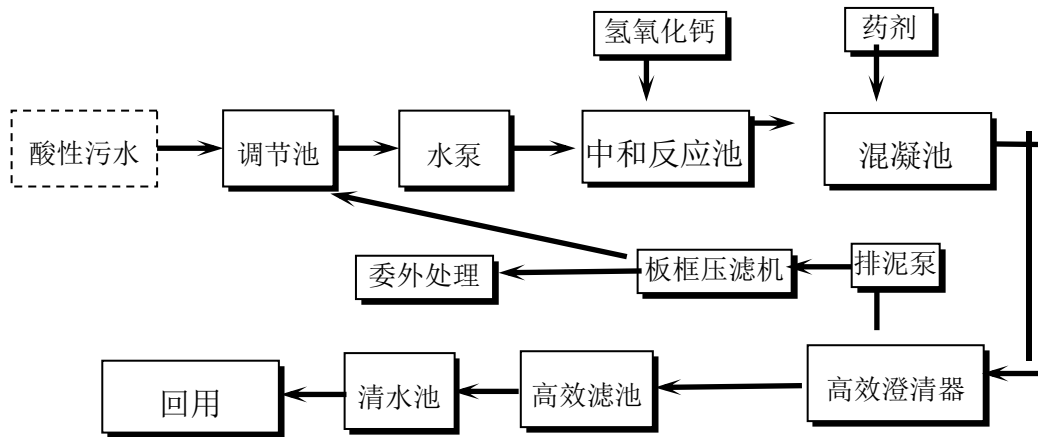 氢氧化钙
药剂
酸性污水
调节池
水泵
中和反应池
混凝池
委外处理
板框压滤机
排泥泵
回用
清水池
高效滤池
高效澄清器